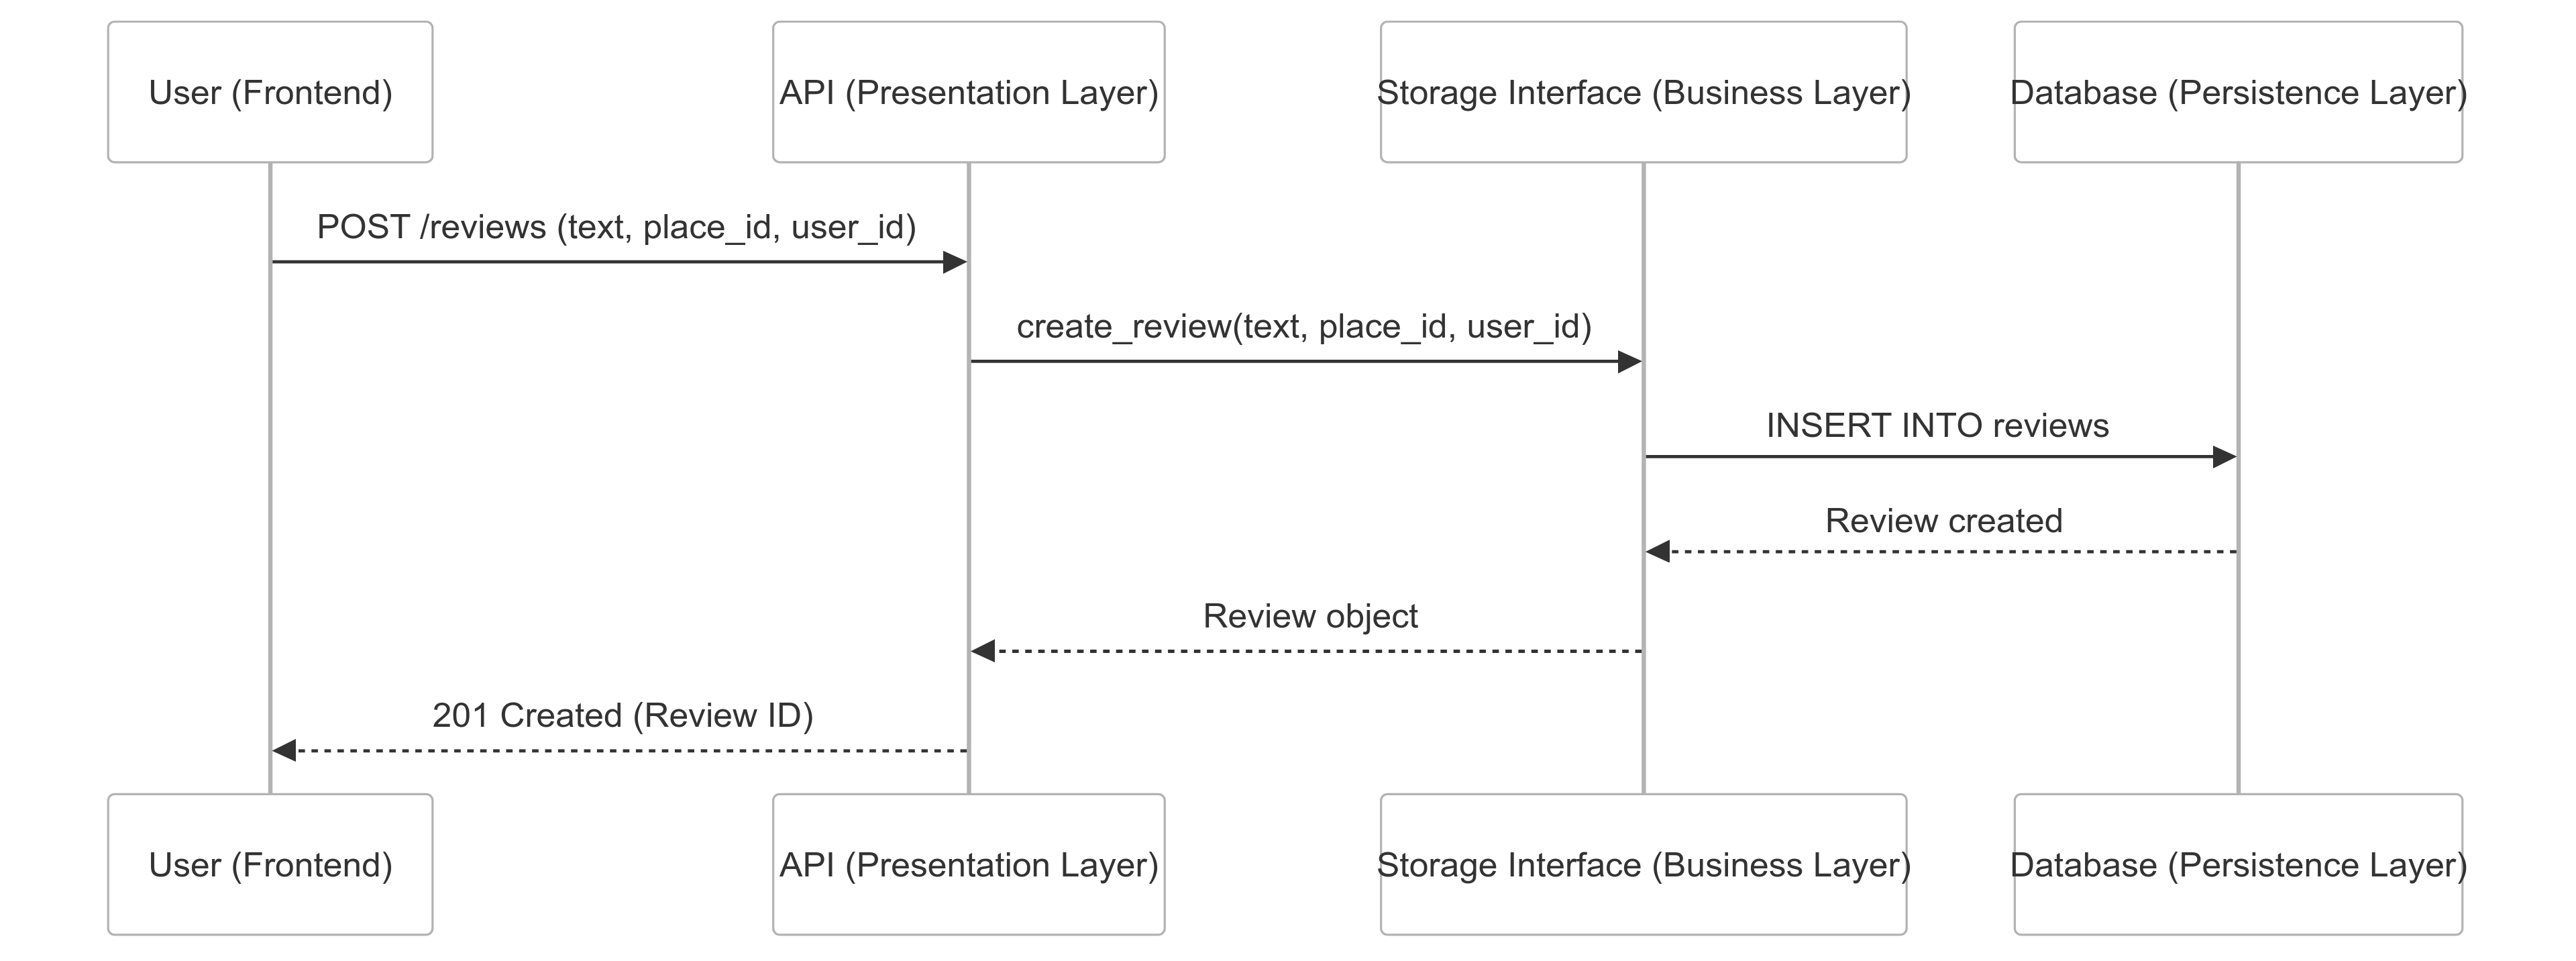 User (Frontend)
API (Presentation Layer)
Storage Interface (Business Layer)
Database (Persistence Layer)
POST /reviews (text, place_id, user_id)
create_review(text, place_id, user_id)
INSERT INTO reviews
Review created
Review object
201 Created (Review ID)
User (Frontend)
API (Presentation Layer)
Storage Interface (Business Layer)
Database (Persistence Layer)